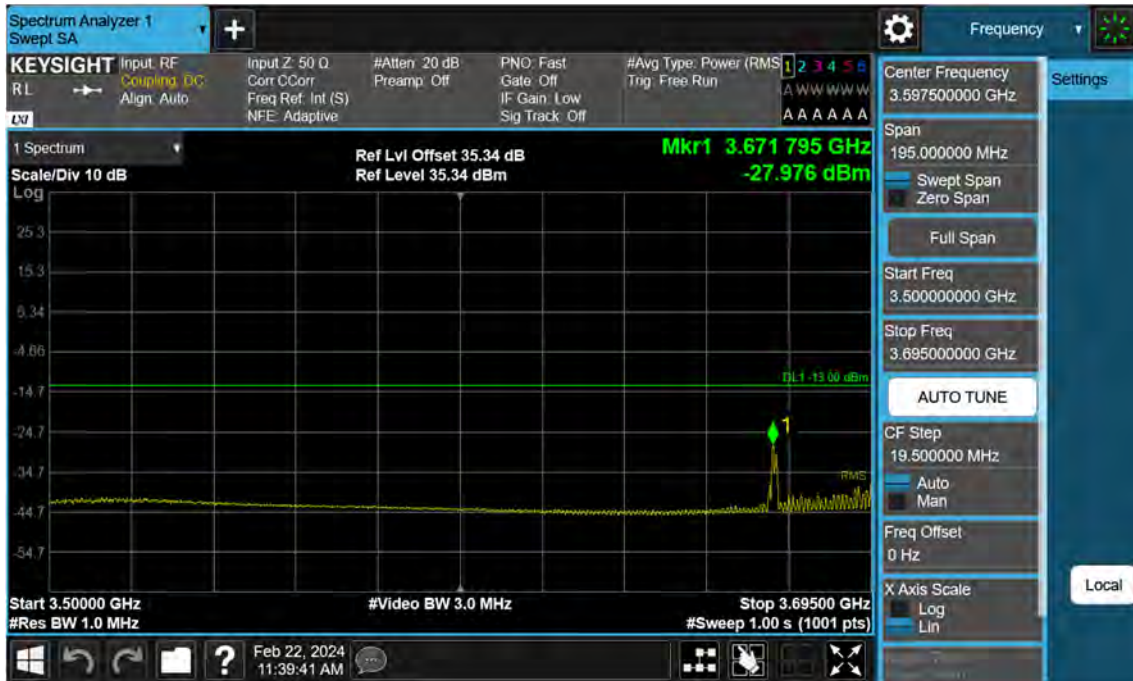 Spectrum Analyzer 1
Swept SA
+
Frequency
KEYSIGHT
RL
LXI
Input: RF
Coupling: DC
Align: Auto
Input Z: 50 Ω
Corr CCorr
Freq Ref: Int (S)
NFE: Adaptive
#Atten: 20 dB
Preamp: Off
PNO: Fast
Gate: Off
IF Gain: Low
Sig Track: Off
#Avg Type: Power (RMS
Trig: Free Run
1 2 3 4 5 6
A W W W W W
A A A A A A
1 Spectrum
Scale/Div 10 dB
Ref Lvl Offset 35.34 dB
Ref Level 35.34 dBm
Mkr1 3.671 795 GHz
-27.976 dBm
Log
25.3
15.3
5.34
-4.66
-14.7
-24.7
-34.7
-44.7
-54.7
DL1 -13.00 dBm
1
RMS
Start 3.50000 GHz
#Res BW 1.0 MHz
#Video BW 3.0 MHz
Stop 3.69500 GHz
#Sweep 1.00 s (1001 pts)
Center Frequency
3.597500000 GHz
Span
195.000000 MHz
Swept Span
Zero Span
Full Span
Start Freq
3.500000000 GHz
Stop Freq
3.695000000 GHz
AUTO TUNE
CF Step
19.500000 MHz
Auto
Man
Freq Offset
0 Hz
X Axis Scale
Log
Lin
Settings
Local
?
Feb 22, 2024
11:39:41 AM